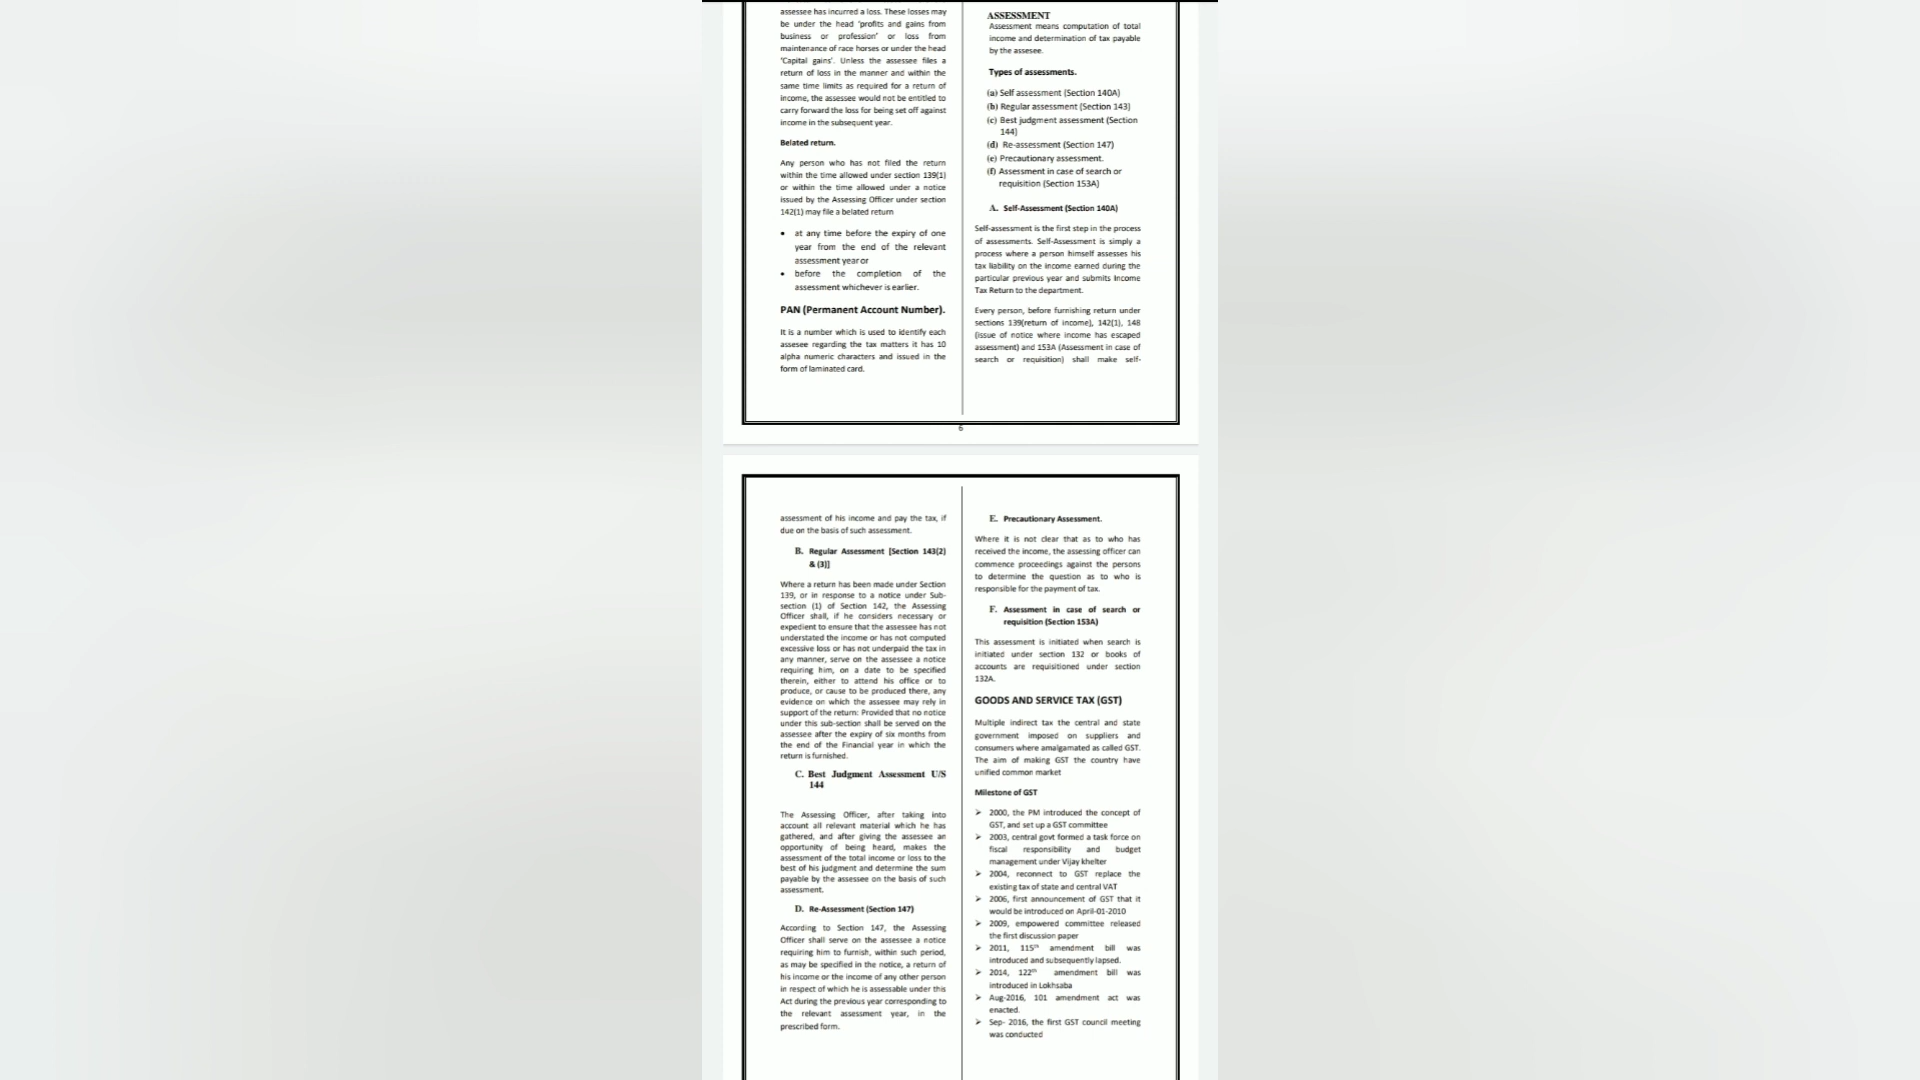 assessee has incurred a loss. These losses may
be under the head 'profits and gains from
business or profession' or loss from
maintenance of race horses or under the head
'Capital gains'. Unless the assessee files a
return of loss in the manner and within the
same time limits as required for a return of
income, the assessee would not be entitled to
carry forward the loss for being set off against
income in the subsequent year.
Belated return.
Any person who has not filed the return
within the time allowed under section 139(1)
or within the time allowed under a notice
issued by the Assessing Officer under section
142(1) may file a belated return
• at any time before the expiry of one
year from the end of the relevant
assessment year or
• before the completion of the
assessment whichever is earlier.
PAN (Permanent Account Number).
It is a number which is used to identify each
assesee regarding the tax matters it has 10
alpha numeric characters and issued in the
form of laminated card.
ASSESSMENT
Assessment means computation of total
income and determination of tax payable
by the assesee.
Types of assessments.
(a) Self assessment (Section 140A)
(b) Regular assessment (Section 143)
(c) Best judgment assessment (Section
144)
(d) Re-assessment (Section 147)
(e) Precautionary assessment.
(f) Assessment in case of search or
requisition (Section 153A)
A. Self-Assessment (Section 140A)
Self-assessment is the first step in the process
of assessments. Self-Assessment is simply a
process where a person himself assesses his
tax liability on the income earned during the
particular previous year and submits Income
Tax Return to the department.
Every person, before furnishing return under
sections 139(return of income), 142(1), 148
(issue of notice where income has escaped
assessment) and 153A (Assessment in case of
search or requisition) shall make self-
6
assessment of his income and pay the tax, if
due on the basis of such assessment.
B. Regular Assessment [Section 143(2)
& (3)]
Where a return has been made under Section
139, or in response to a notice under Sub-
section (1) of Section 142, the Assessing
Officer shall, if he considers necessary or
expedient to ensure that the assessee has not
understated the income or has not computed
excessive loss or has not underpaid the tax in
any manner, serve on the assessee a notice
requiring him, on a date to be specified
therein, either to attend his office or to
produce, or cause to be produced there, any
evidence on which the assessee may rely in
support of the return: Provided that no notice
under this sub-section shall be served on the
assessee after the expiry of six months from
the end of the Financial year in which the
return is furnished.
C. Best Judgment Assessment U/S
144
The Assessing Officer, after taking into
account all relevant material which he has
gathered, and after giving the assessee an
opportunity of being heard, makes the
assessment of the total income or loss to the
best of his judgment and determine the sum
payable by the assessee on the basis of such
assessment.
D. Re-Assessment (Section 147)
According to Section 147, the Assessing
Officer shall serve on the assessee a notice
requiring him to furnish, within such period,
as may be specified in the notice, a return of
his income or the income of any other person
in respect of which he is assessable under this
Act during the previous year corresponding to
the relevant assessment year, in the
prescribed form.
E. Precautionary Assessment.
Where it is not clear that as to who has
received the income, the assessing officer can
commence proceedings against the persons
to determine the question as to who is
responsible for the payment of tax.
F. Assessment in case of search or
requisition (Section 153A)
This assessment is initiated when search is
initiated under section 132 or books of
accounts are requisitioned under section
132A.
GOODS AND SERVICE TAX (GST)
Multiple indirect tax the central and state
government imposed on suppliers and
consumers where amalgamated as called GST.
The aim of making GST the country have
unified common market
Milestone of GST
➢ 2000, the PM introduced the concept of
GST, and set up a GST committee
➢ 2003, central govt formed a task force on
fiscal responsibility and budget
management under Vijay khelter
➢ 2004, reconnect to GST replace the
existing tax of state and central VAT
➢ 2006, first announcement of GST that it
would be introduced on April-01-2010
➢ 2009, empowered committee released
the first discussion paper
➢ 2011, 115th amendment bill was
introduced and subsequently lapsed.
➢ 2014, 122th amendment bill was
introduced in Lokhsaba
➢ Aug-2016, 101 amendment act was
enacted.
➢ Sep- 2016, the first GST council meeting
was conducted